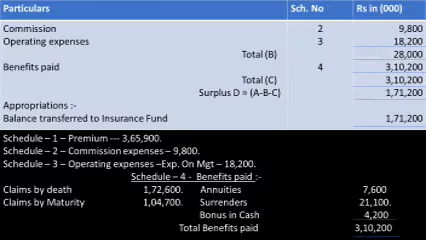 Particulars Sch. No Rs in (000)
Commission 2 9,800
Operating expenses 3 18,200
Total (B) 28,000
Benefits paid 4 3,10,200
Total (C) 3,10,200
Surplus D = (A-B-C) 1,71,200
Appropriations :-
Balance transferred to Insurance Fund 1,71,200
Schedule – 1 – Premium --- 3,65,900.
Schedule – 2 – Commission expenses – 9,800.
Schedule – 3 – Operating expenses –Exp. On Mgt – 18,200.
Schedule – 4 - Benefits paid :-
Claims by death 1,72,600. Annuities 7,600
Claims by Maturity 1,04,700. Surrenders 21,100.
Bonus in Cash 4,200
Total Benefits paid 3,10,200